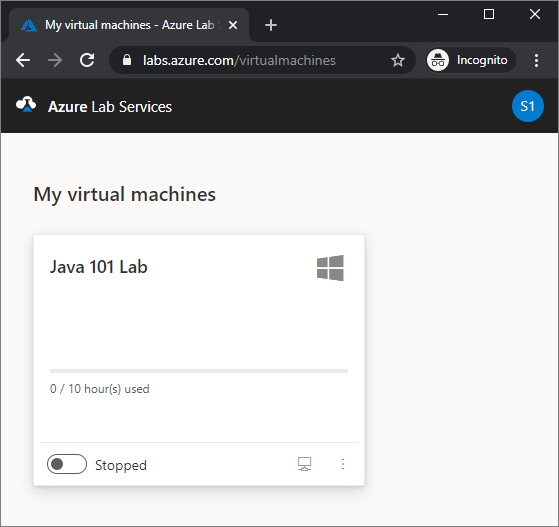 My virtual machines - Azure Lab S
labs.azure.com/virtualmachines
Incognito
Azure Lab Services
S1
My virtual machines
Java 101 Lab
0 / 10 hour(s) used
Stopped